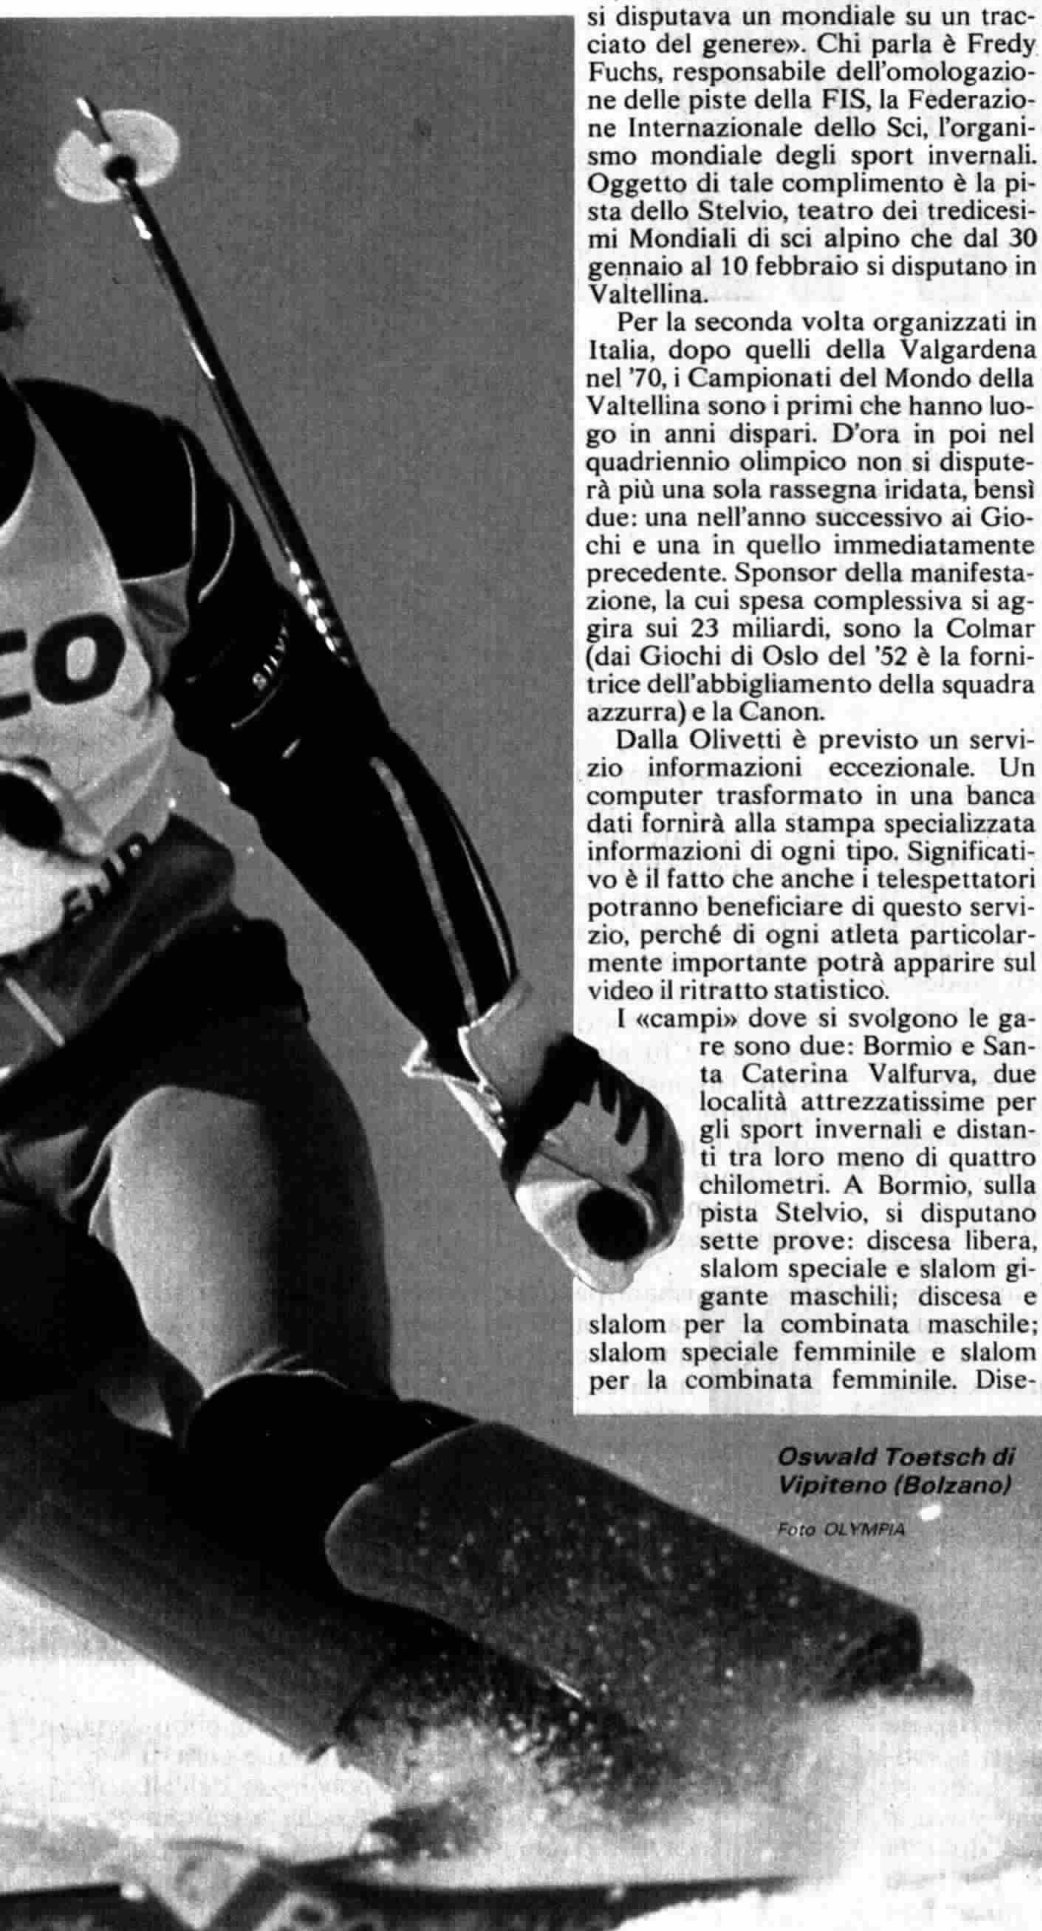 si disputava un mondiale su un trac-
ciato del genere». Chi parla è Fredy
Fuchs, responsabile dell'omologazio-
ne delle piste della FIS, la Federazio-
ne Internazionale dello Sci, l'organi-
smo mondiale degli sport invernali.
Oggetto di tale complimento è la pi-
sta dello Stelvio, teatro dei tredicesi-
mi Mondiali di sci alpino che dal 30
gennaio al 10 febbraio si disputano in
Valtellina.
Per la seconda volta organizzati in
Italia, dopo quelli della Valgardena
nel '70, i Campionati del Mondo della
Valtellina sono i primi che hanno luo-
go in anni dispari. D'ora in poi nel
quadriennio olimpico non si dispute-
rà più una sola rassegna iridata, bensì
due: una nell'anno successivo ai Gio-
chi e una in quello immediatamente
precedente. Sponsor della manifesta-
zione, la cui spesa complessiva si ag-
gira sui 23 miliardi, sono la Colmar
(dai Giochi di Oslo del '52 è la forni-
trice dell'abbigliamento della squadra
azzurra) e la Canon.
Dalla Olivetti è previsto un servi-
zio informazioni eccezionale. Un
computer trasformato in una banca
dati fornirà alla stampa specializzata
informazioni di ogni tipo. Significati-
vo è il fatto che anche i telespettatori
potranno beneficiare di questo servi-
zio, perché di ogni atleta particolar-
mente importante potrà apparire sul
video il ritratto statistico.
I «campi» dove si svolgono le ga-
re sono due: Bormio e San-
ta Caterina Valfurva, due
località attrezzatissime per
gli sport invernali e distan-
ti tra loro meno di quattro
chilometri. A Bormio, sulla
pista Stelvio, si disputano
sette prove: discesa libera,
slalom speciale e slalom gi-
gante maschili; discesa e
slalom per la combinata maschile;
slalom speciale femminile e slalom
per la combinata femminile. Dise-
Oswald Toetsch di
Vipiteno (Bolzano)
Foto OLYMPIA